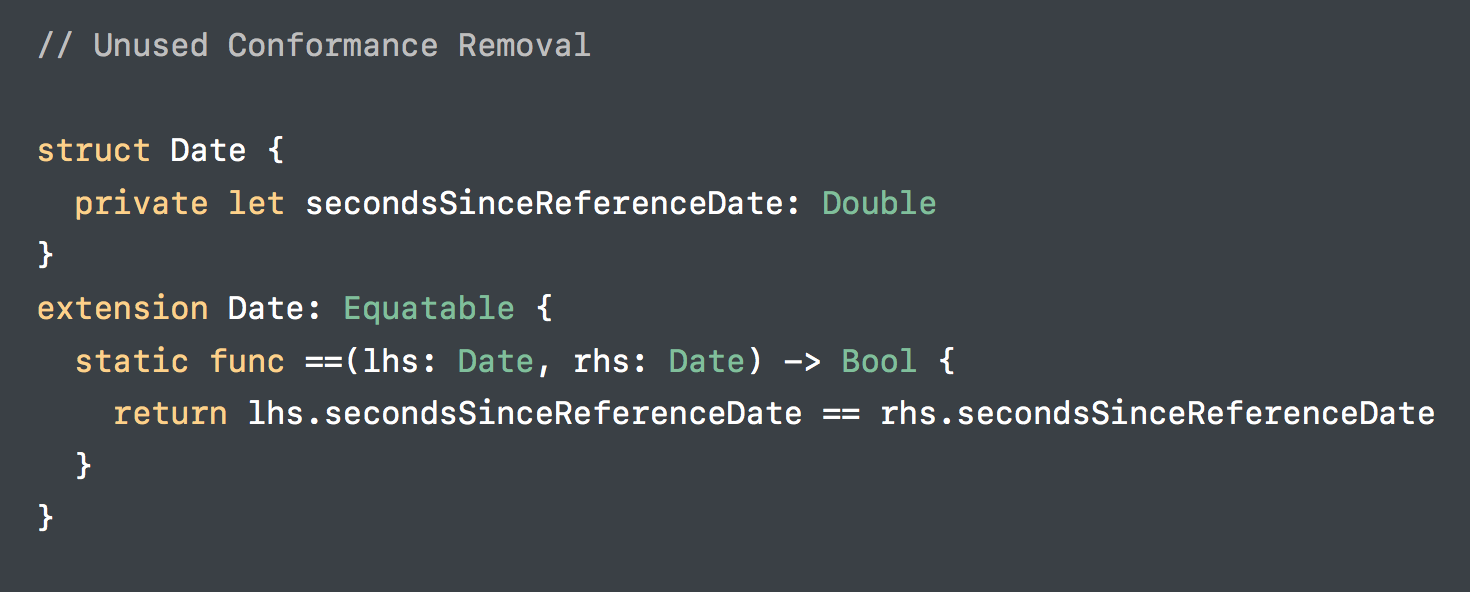 // Unused Conformance Removal
struct Date {
private let secondsSinceReferenceDate: Double
}
extension Date: Equatable {
static func ==(lhs: Date, rhs: Date) -> Bool {
return lhs.secondsSinceReferenceDate == rhs.secondsSinceReferenceDate
}
}